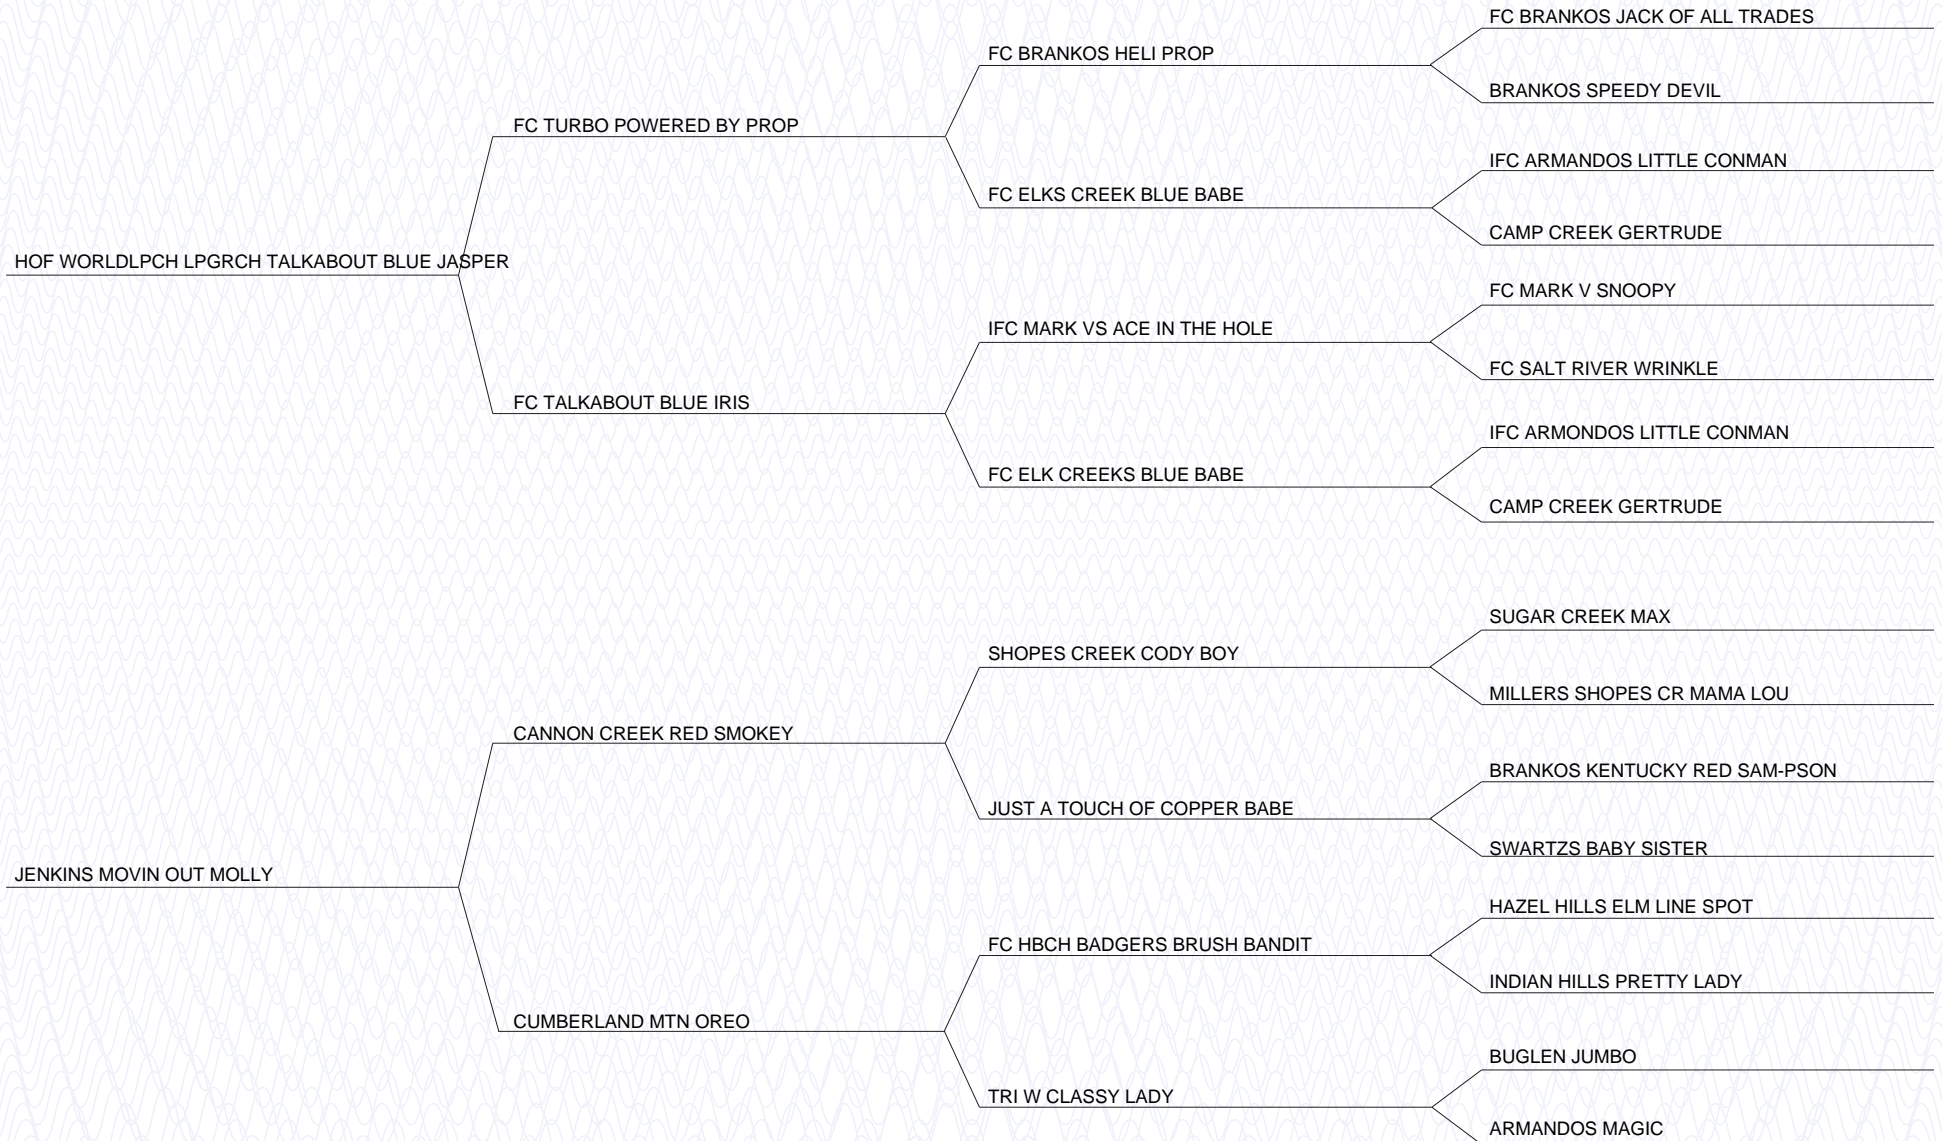 FC BRANKOS JACK OF ALL TRADES
FC BRANKOS HELI PROP
BRANKOS SPEEDY DEVIL
FC TURBO POWERED BY PROP
IFC ARMANDOS LITTLE CONMAN
FC ELKS CREEK BLUE BABE
CAMP CREEK GERTRUDE
HOF WORLDLPCH LPGRCH TALKABOUT BLUE JASPER
FC MARK V SNOOPY
IFC MARK VS ACE IN THE HOLE
FC SALT RIVER WRINKLE
FC TALKABOUT BLUE IRIS
IFC ARMONDOS LITTLE CONMAN
FC ELK CREEKS BLUE BABE
CAMP CREEK GERTRUDE
SUGAR CREEK MAX
SHOPES CREEK CODY BOY
MILLERS SHOPES CR MAMA LOU
CANNON CREEK RED SMOKEY
BRANKOS KENTUCKY RED SAM-PSON
JUST A TOUCH OF COPPER BABE
SWARTZS BABY SISTER
JENKINS MOVIN OUT MOLLY
HAZEL HILLS ELM LINE SPOT
FC HBCH BADGERS BRUSH BANDIT
INDIAN HILLS PRETTY LADY
CUMBERLAND MTN OREO
BUGLEN JUMBO
TRI W CLASSY LADY
ARMANDOS MAGIC